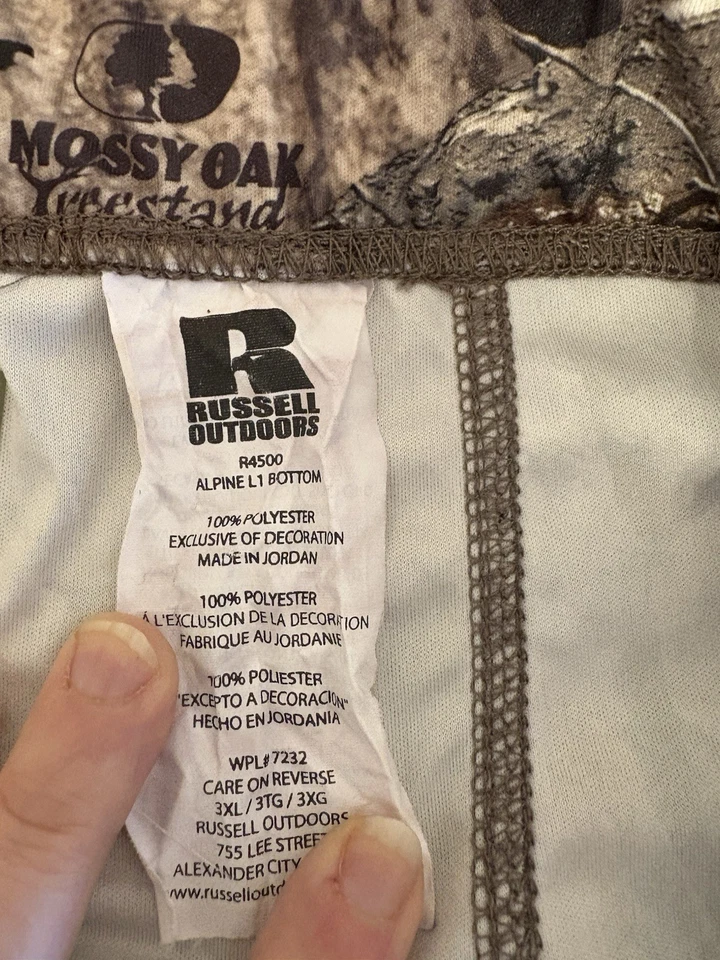 MOSSY OAK
Treestand
R
RUSSELL
OUTDOORS
R4500
ALPINE L1 BOTTOM
100% POLYESTER
EXCLUSIVE OF DECORATION
MADE IN JORDAN
100% POLYESTER
Á L'EXCLUSION DE LA DECORATION
FABRIQUE AU JORDANIE
100% POLIESTER
"EXCEPTO A DECORACION"
HECHO EN JORDANIA
WPL# 7232
CARE ON REVERSE
3XL / 3TG / 3XG
RUSSELL OUTDOORS
755 LEE STREET
ALEXANDER CITY